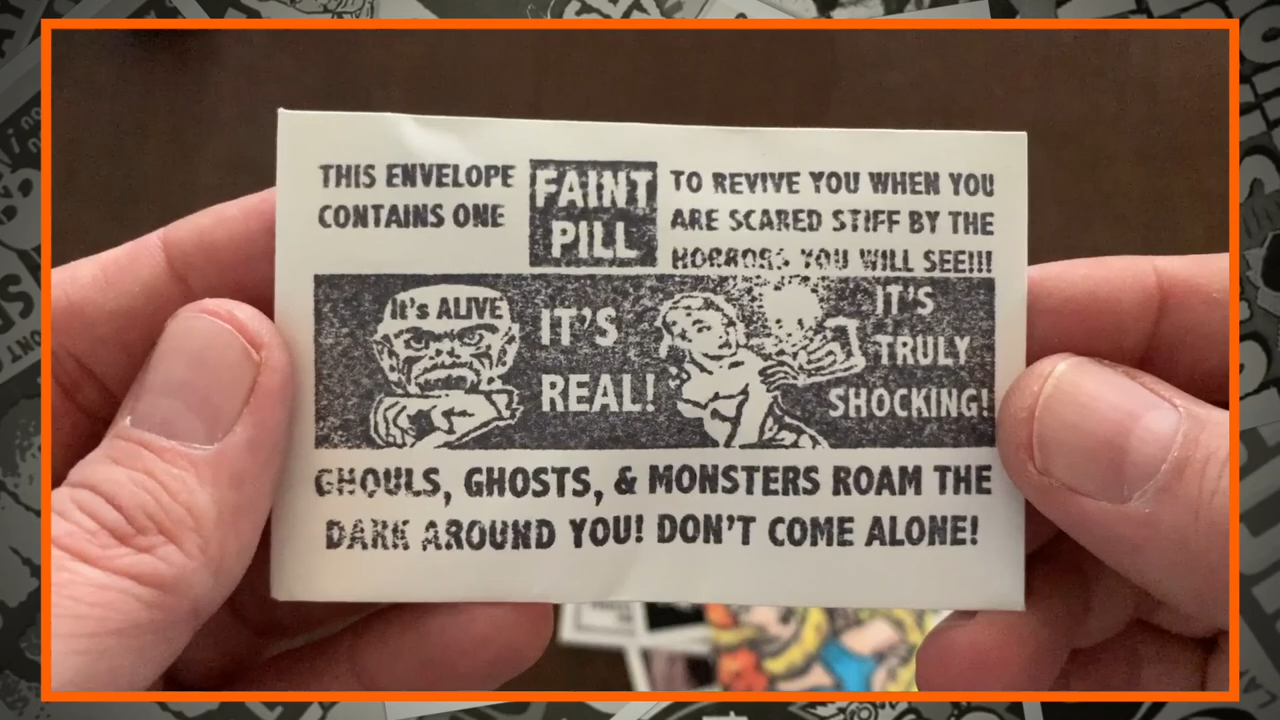 THIS ENVELOPE
CONTAINS ONE
FAINT
PILL
TO REVIVE YOU WHEN YOU
ARE SCARED STIFF BY THE
HORRORS YOU WILL SEE!!!
It's ALIVE
IT'S
REAL!
IT'S
TRULY
SHOCKING!
GHOULS, GHOSTS, & MONSTERS ROAM THE
DARK AROUND YOU! DON'T COME ALONE!